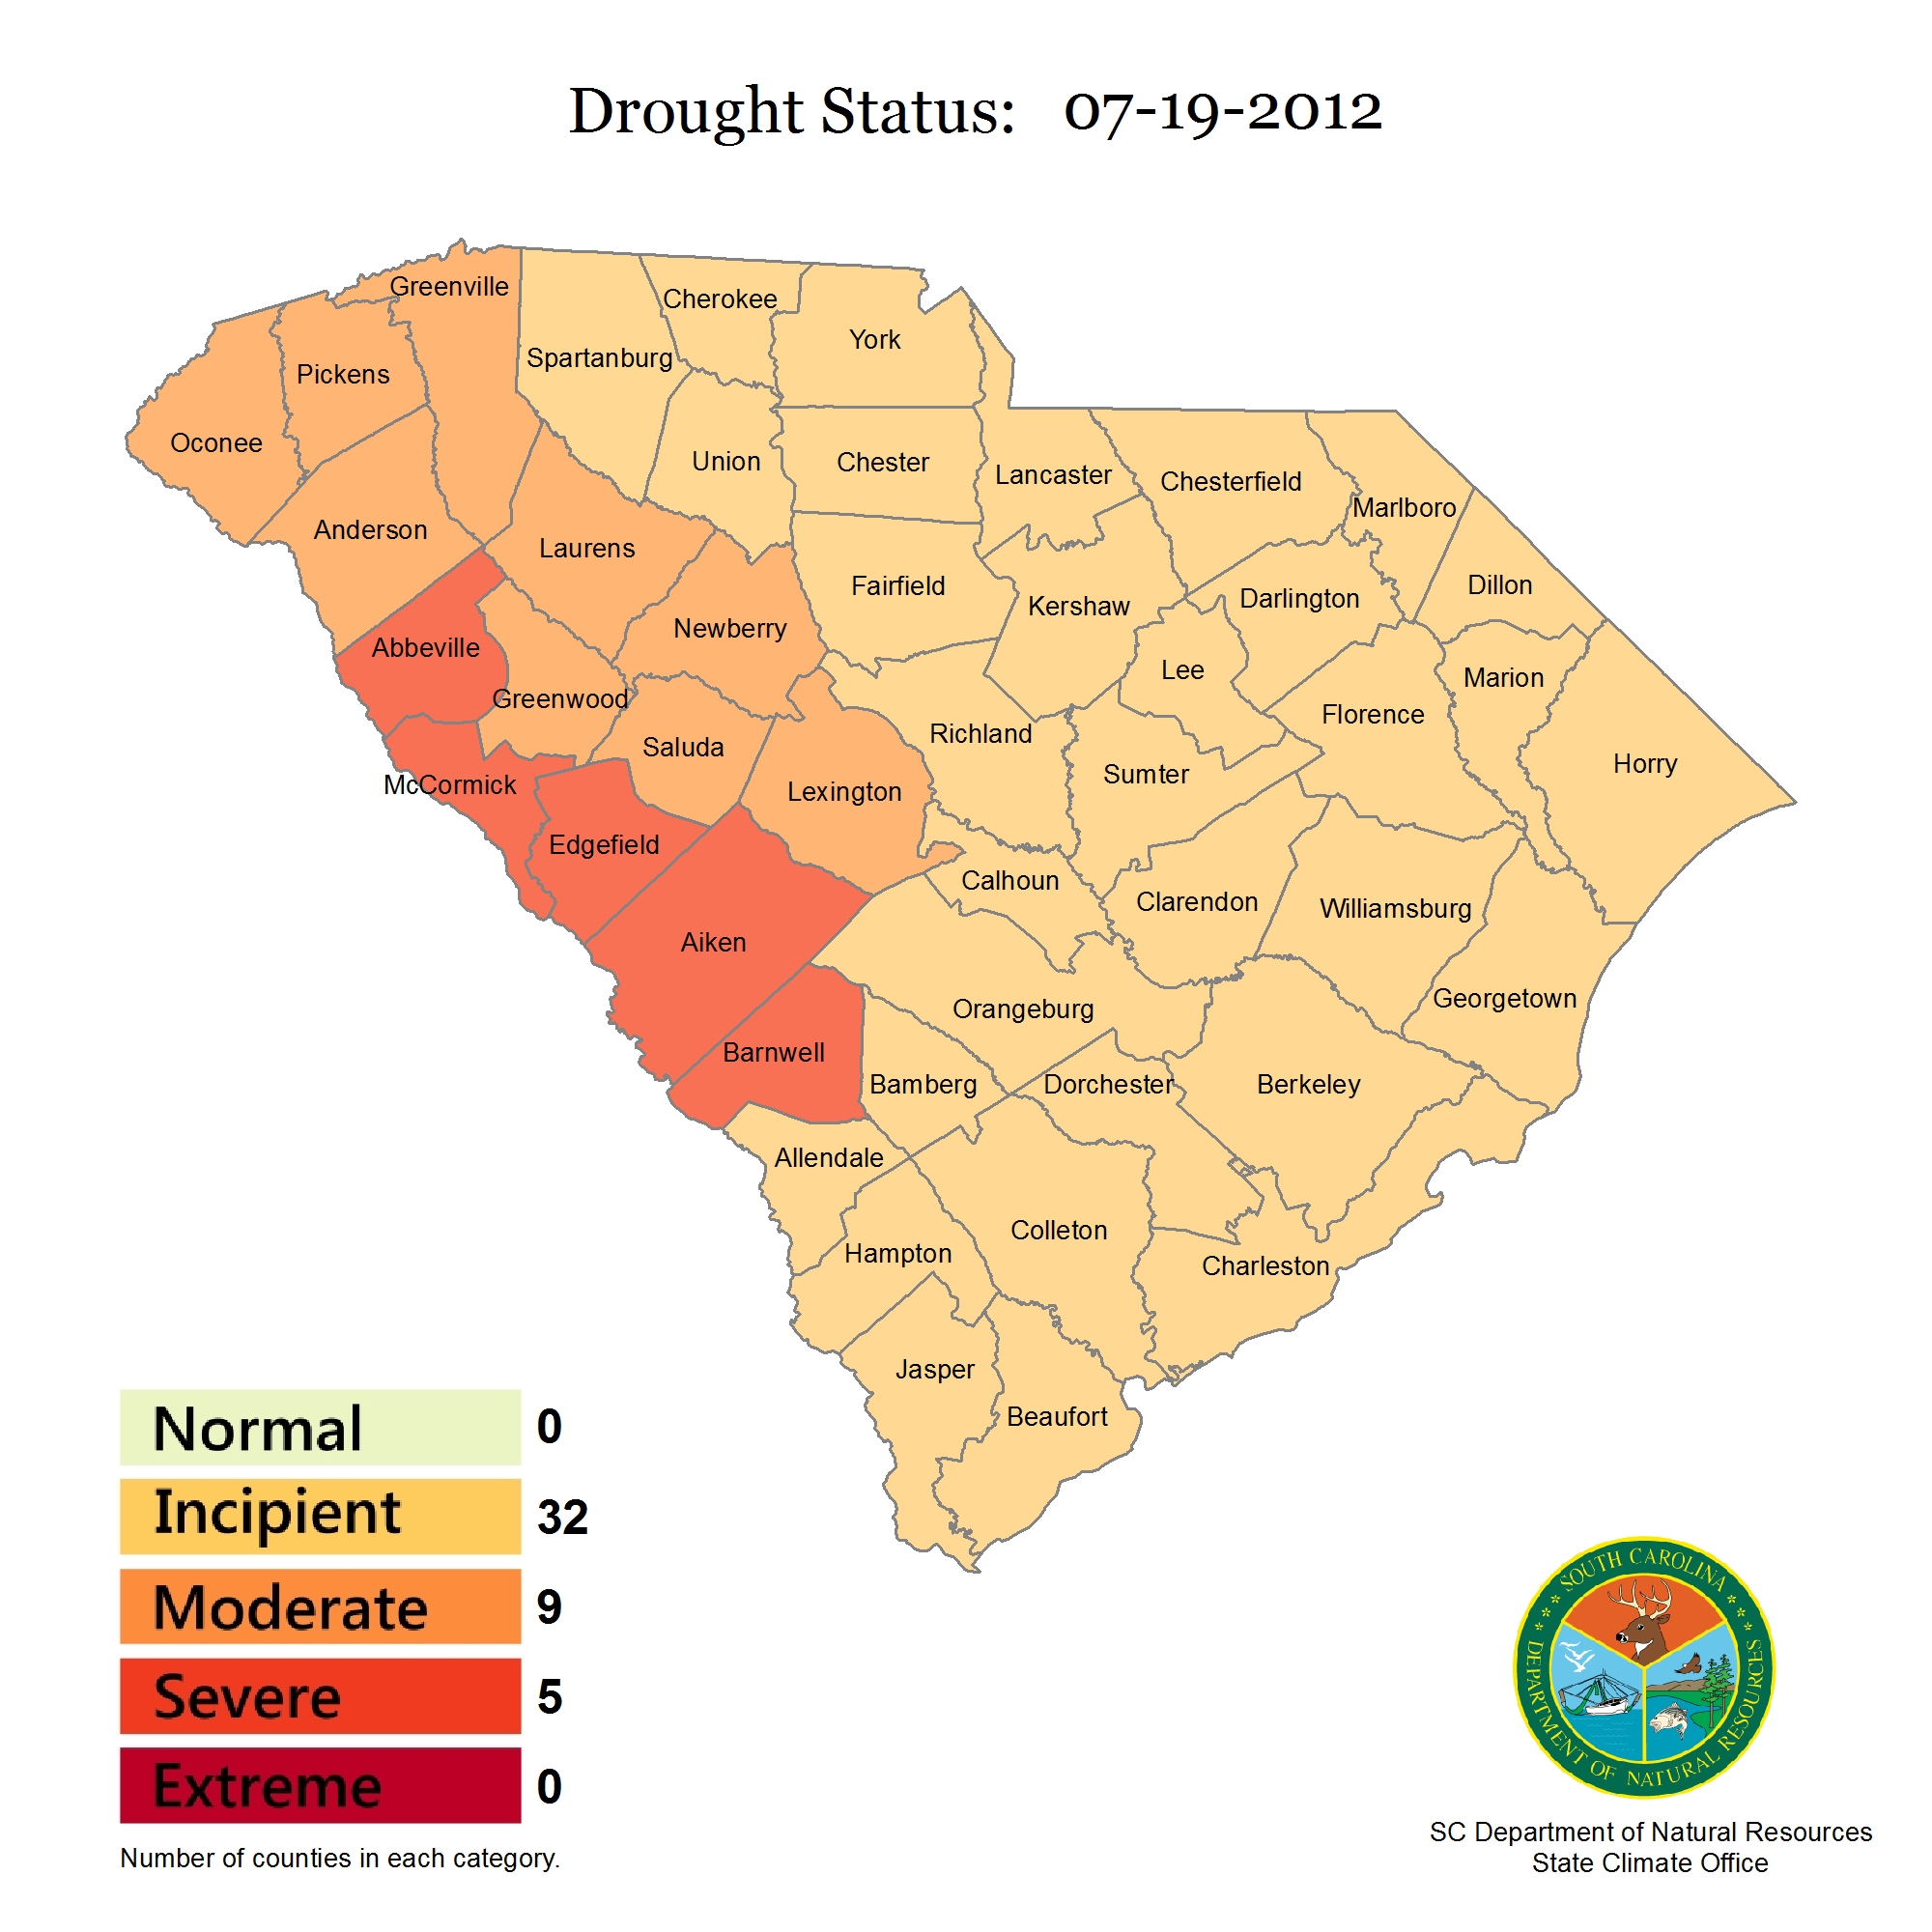 Drought Status: 07-19-2012
Greenville
Cherokee
York
Spartanburg
Pickens
Oconee
Union
Chester
Lancaster
Chesterfield
Marlboro
Anderson
Laurens
Fairfield
Kershaw
Darlington
Dillon
Newberry
Abbeville
Lee
Marion
Greenwood
Florence
Richland
Saluda
Horry
Sumter
McCormick
Lexington
Edgefield
Calhoun
Clarendon
Williamsburg
Aiken
Georgetown
Orangeburg
Barnwell
Bamberg
Dorchester
Berkeley
Allendale
Colleton
Hampton
Charleston
Jasper
Beaufort
Normal 0
Incipient 32
Moderate 9
Severe 5
Extreme 0
Number of counties in each category.
SOUTH CAROLINA
DEPARTMENT OF NATURAL RESOURCES
SC Department of Natural Resources
State Climate Office